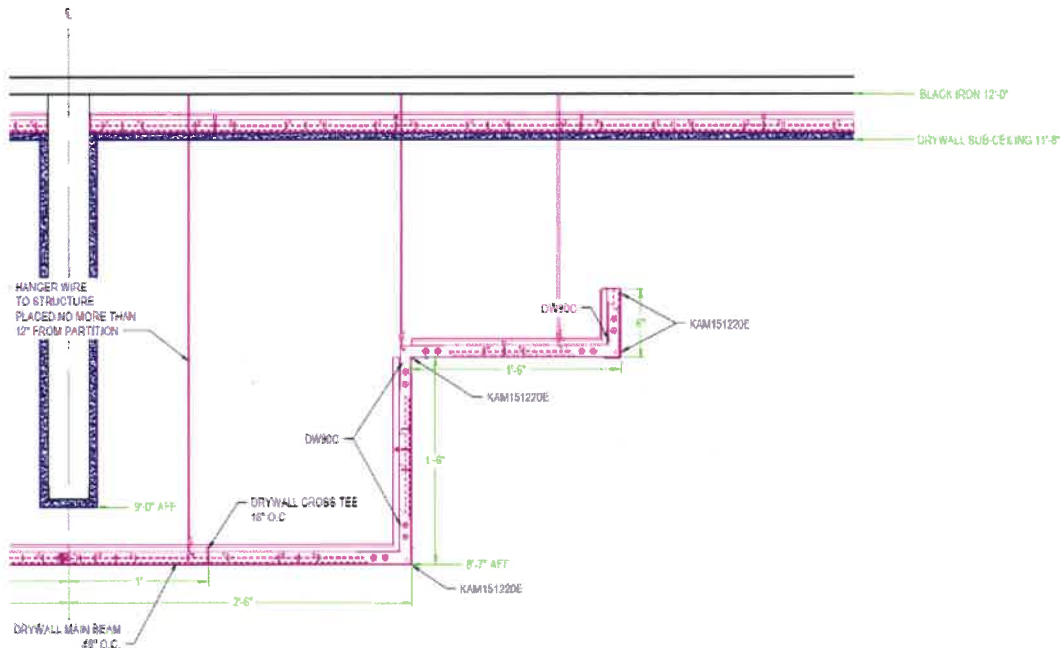 ℄
BLACK IRON 12'-0"
DRYWALL SUB-CEILING 11'-8"
HANGER WIRE
TO STRUCTURE
PLACED NO MORE THAN
12" FROM PARTITION
DW90C
KAM151220E
1'-6"
KAM151220E
DW90C
1'-6"
9'-0" AFF
DRYWALL CROSS TEE
16" O.C
8'-7" AFF
KAM151220E
1'
2'-6"
DRYWALL MAIN BEAM
48" O.C.